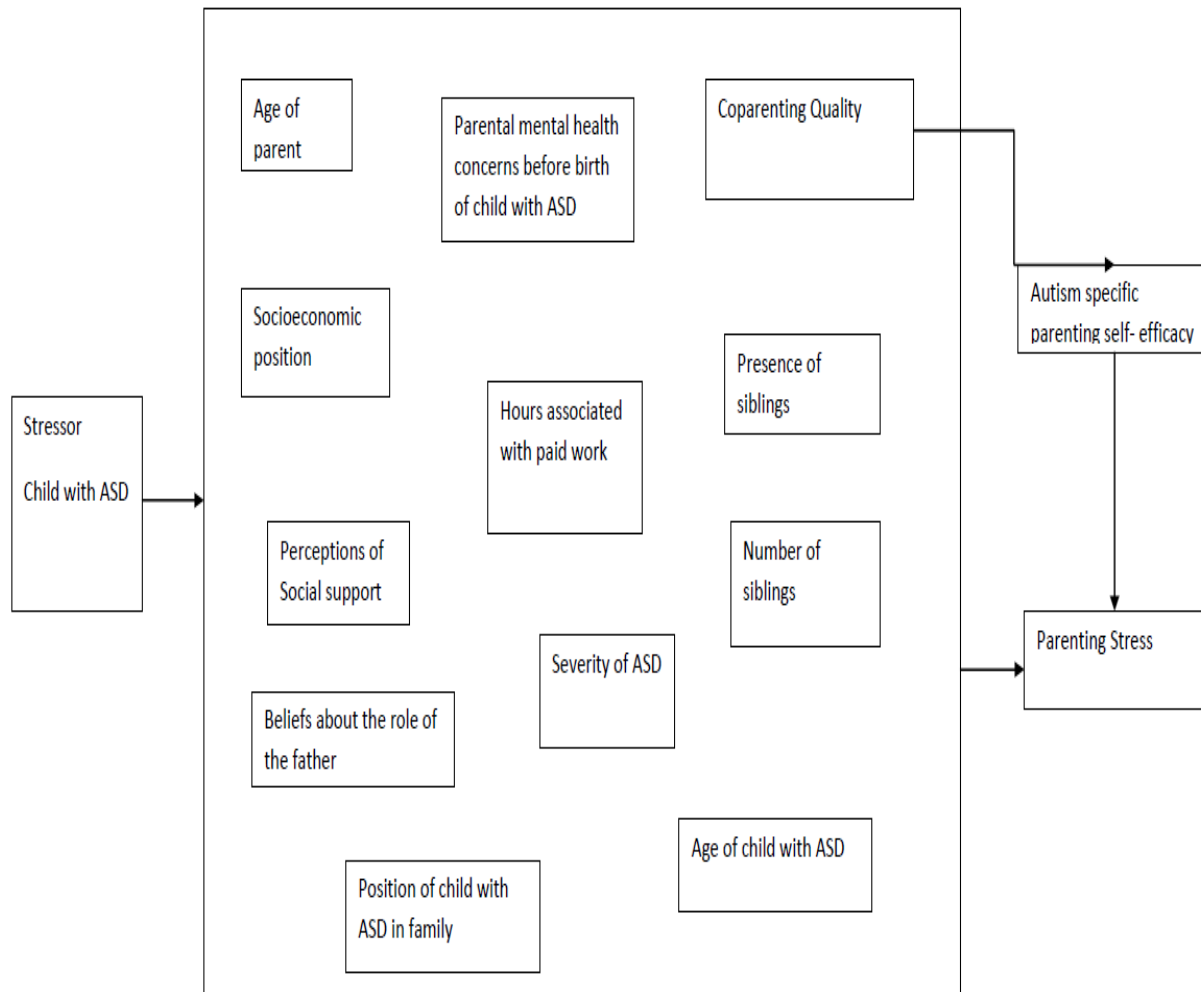 Age of
parent
Parental mental health
concerns before birth
of child with ASD
Coparenting Quality
Autism specific
parenting self- efficacy
Socioeconomic
position
Presence of
siblings
Hours associated
with paid work
Stressor
Child with ASD
Perceptions of
Social support
Number of
siblings
Parenting Stress
Severity of ASD
Beliefs about the role of
the father
Age of child with ASD
Position of child with
ASD in family